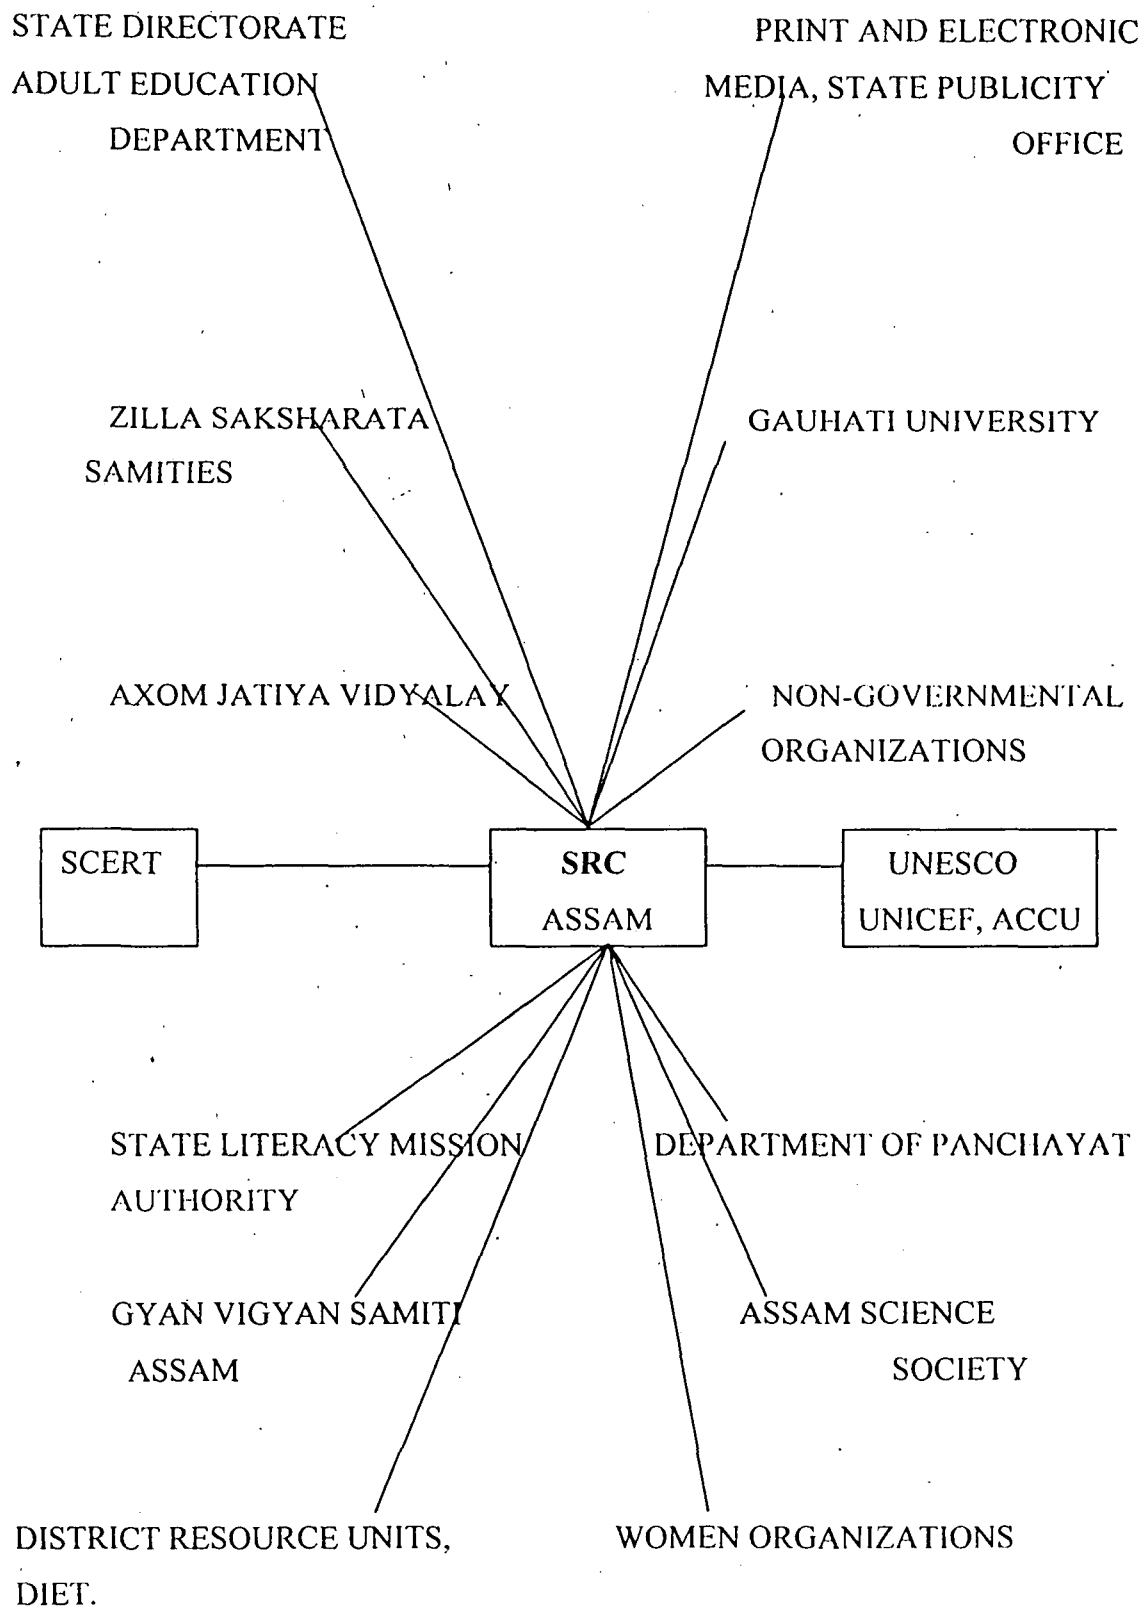 STATE DIRECTORATE
ADULT EDUCATION
DEPARTMENT
PRINT AND ELECTRONIC
MEDIA, STATE PUBLICITY
OFFICE
ZILLA SAKSHARATA
SAMITIES
GAUHATI UNIVERSITY
AXOM JATIYA VIDYALAY
NON-GOVERNMENTAL
ORGANIZATIONS
SCERT
SRC
ASSAM
UNESCO
UNICEF, ACCU
STATE LITERACY MISSION
AUTHORITY
DEPARTMENT OF PANCHAYAT
GYAN VIGYAN SAMITI
ASSAM
ASSAM SCIENCE
SOCIETY
DISTRICT RESOURCE UNITS,
DIET.
WOMEN ORGANIZATIONS